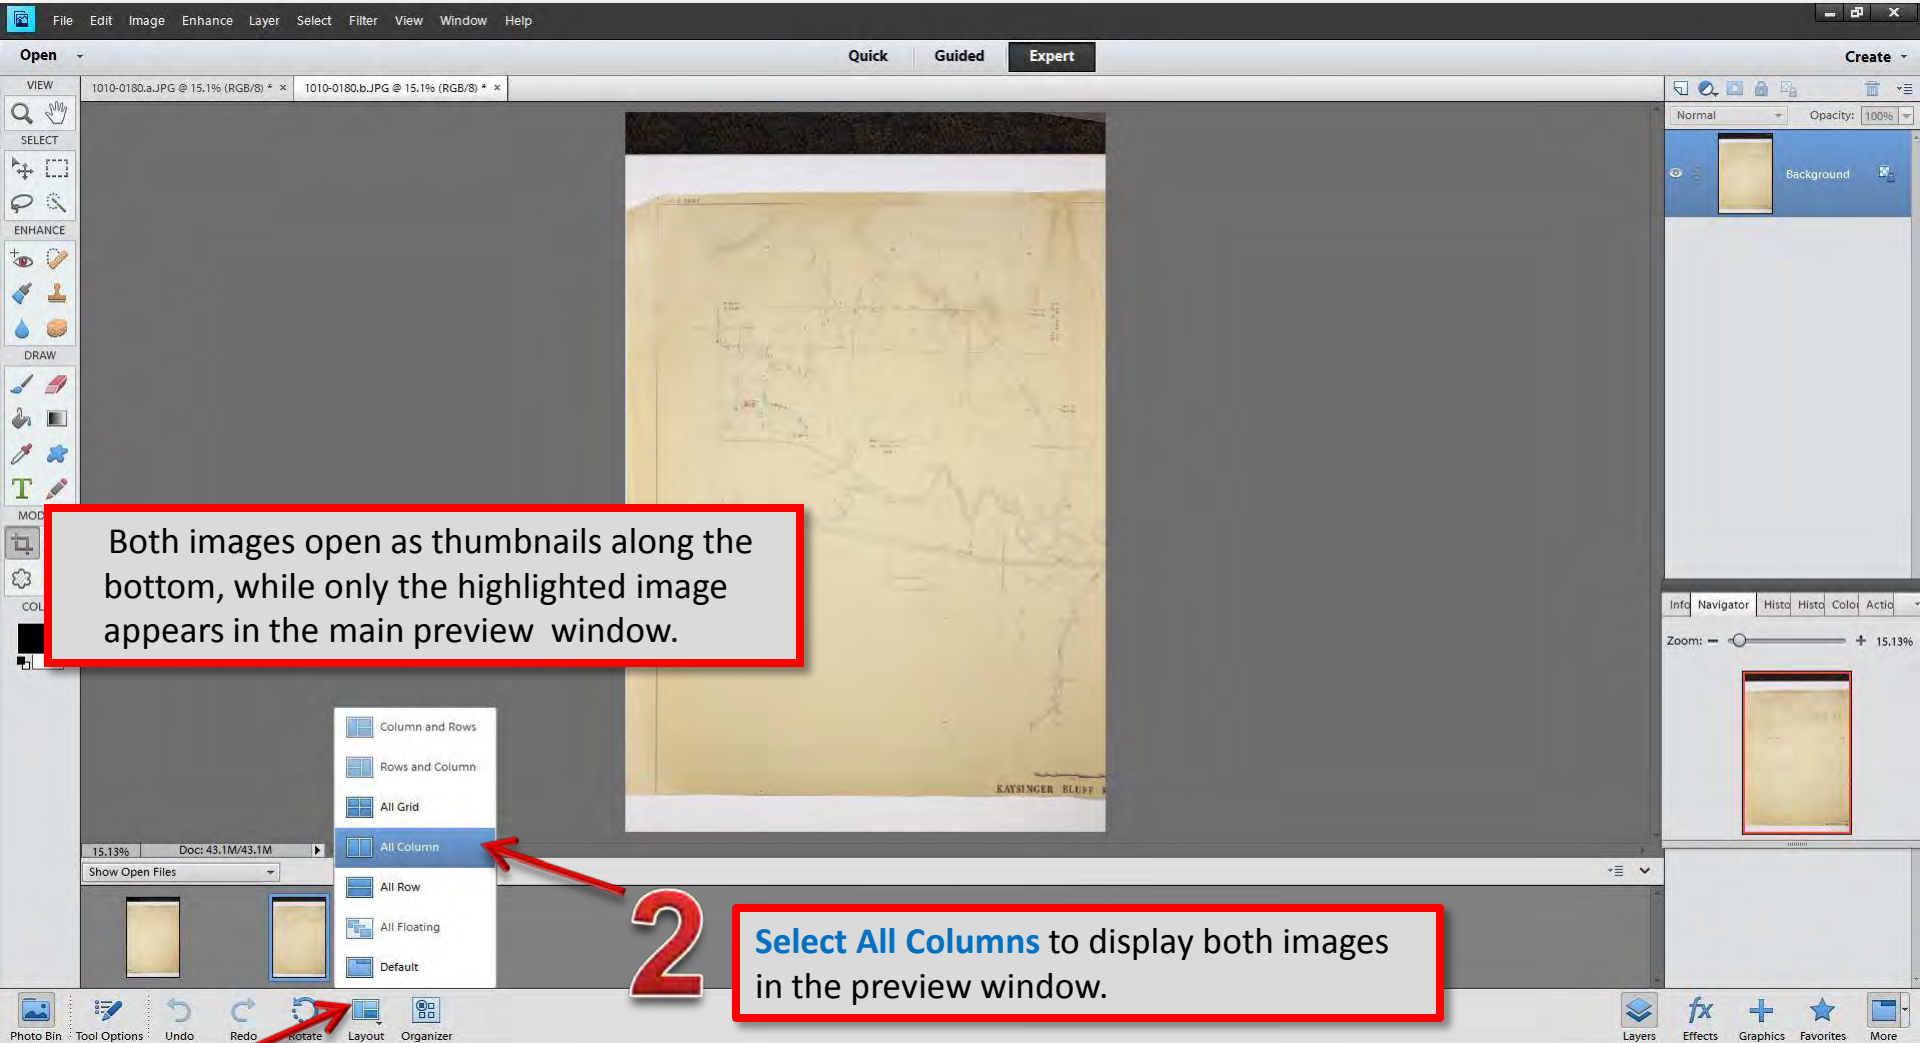 File Edit Image Enhance Layer Select Filter View Window Help
Open Quick Guided Expert Create
VIEW
1010-0180.a.JPG @ 15.1% (RGB/8) * × 1010-0180.b.JPG @ 15.1% (RGB/8) * ×
Normal Opacity: 100%
SELECT
Background
ENHANCE
DRAW
MOD
Both images open as thumbnails along the
bottom, while only the highlighted image
appears in the main preview window.
COL
Info Navigator Histo Histo Color Actio
Zoom: 15.13%
Column and Rows
Rows and Column
All Grid
All Column
All Row
All Floating
Default
KAYSINGER BLUFF
15.13% Doc: 43.1M/43.1M
Show Open Files
2
Select All Columns to display both images
in the preview window.
Photo Bin Tool Options Undo Redo Rotate Layout Organizer
Layers Effects Graphics Favorites More